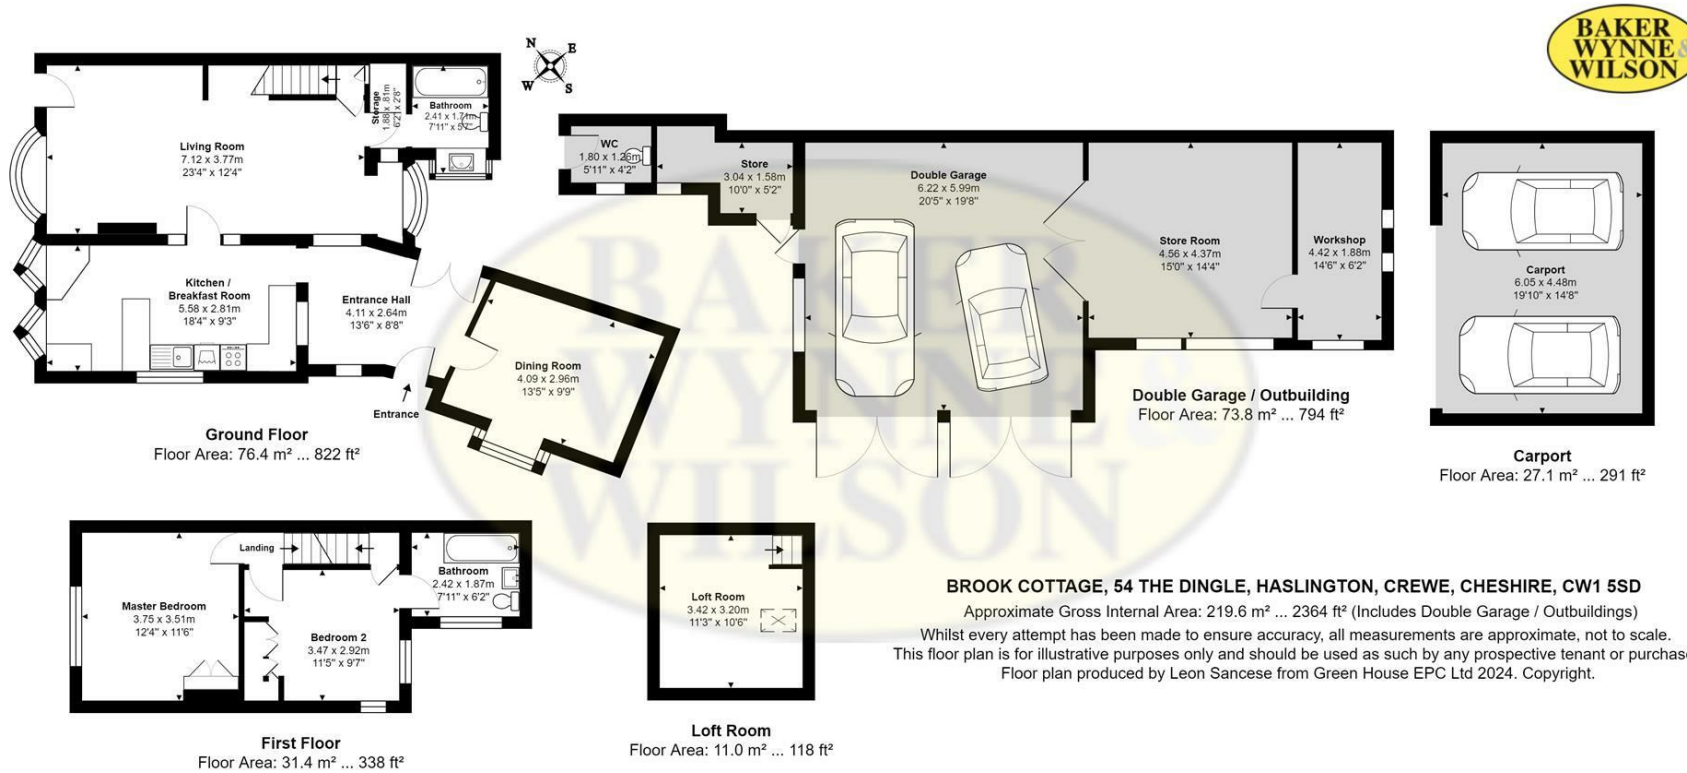 BAKER
WYNNE &
WILSON
N
E
W
S
Living Room
7.12 x 3.77m
23'4" x 12'4"
Storage
1.88 x .81m
6'2" x 2'8"
Bathroom
2.41 x 1.71m
7'11" x 5'7"
Kitchen /
Breakfast Room
5.58 x 2.81m
18'4" x 9'3"
Entrance Hall
4.11 x 2.64m
13'6" x 8'8"
Dining Room
4.09 x 2.96m
13'5" x 9'9"
Entrance
Ground Floor
Floor Area: 76.4 m² ... 822 ft²
WC
1.80 x 1.26m
5'11" x 4'2"
Store
3.04 x 1.58m
10'0" x 5'2"
Double Garage
6.22 x 5.99m
20'5" x 19'8"
Store Room
4.56 x 4.37m
15'0" x 14'4"
Workshop
4.42 x 1.88m
14'6" x 6'2"
Double Garage / Outbuilding
Floor Area: 73.8 m² ... 794 ft²
Carport
6.05 x 4.48m
19'10" x 14'8"
Carport
Floor Area: 27.1 m² ... 291 ft²
BAKER
WYNNE &
WILSON
Landing
Master Bedroom
3.75 x 3.51m
12'4" x 11'6"
Bedroom 2
3.47 x 2.92m
11'5" x 9'7"
Bathroom
2.42 x 1.87m
7'11" x 6'2"
First Floor
Floor Area: 31.4 m² ... 338 ft²
Loft Room
3.42 x 3.20m
11'3" x 10'6"
Loft Room
Floor Area: 11.0 m² ... 118 ft²
BROOK COTTAGE, 54 THE DINGLE, HASLINGTON, CREWE, CHESHIRE, CW1 5SD
Approximate Gross Internal Area: 219.6 m² ... 2364 ft² (Includes Double Garage / Outbuildings)
Whilst every attempt has been made to ensure accuracy, all measurements are approximate, not to scale.
This floor plan is for illustrative purposes only and should be used as such by any prospective tenant or purchas
Floor plan produced by Leon Sancese from Green House EPC Ltd 2024. Copyright.